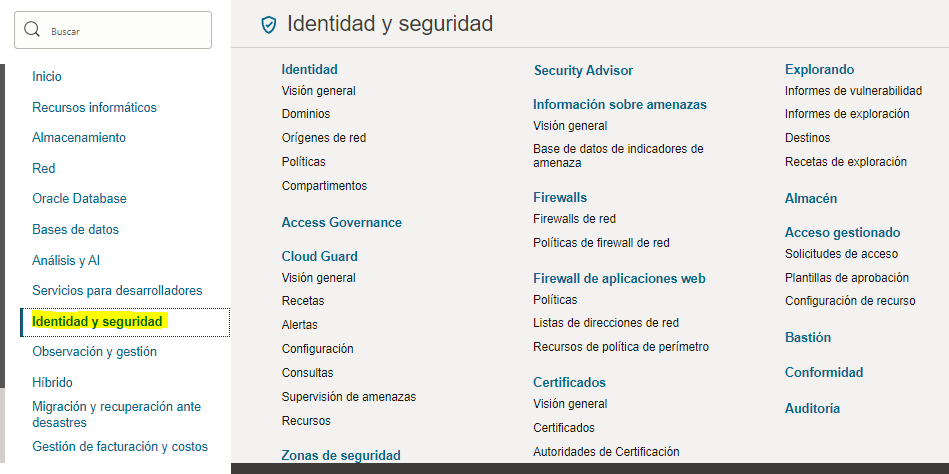 Buscar
Inicio
Recursos informáticos
Almacenamiento
Red
Oracle Database
Bases de datos
Análisis y AI
Servicios para desarrolladores
Identidad y seguridad
Observación y gestión
Híbrido
Migración y recuperación ante
desastres
Gestión de facturación y costos
Identidad y seguridad
Identidad
Visión general
Dominios
Orígenes de red
Políticas
Compartimentos
Access Governance
Cloud Guard
Visión general
Recetas
Alertas
Configuración
Consultas
Supervisión de amenazas
Recursos
Zonas de seguridad
Security Advisor
Información sobre amenazas
Visión general
Base de datos de indicadores de
amenaza
Firewalls
Firewalls de red
Políticas de firewall de red
Firewall de aplicaciones web
Políticas
Listas de direcciones de red
Recursos de política de perímetro
Certificados
Visión general
Certificados
Autoridades de Certificación
Explorando
Informes de vulnerabilidad
Informes de exploración
Destinos
Recetas de exploración
Almacén
Acceso gestionado
Solicitudes de acceso
Plantillas de aprobación
Configuración de recurso
Bastión
Conformidad
Auditoría